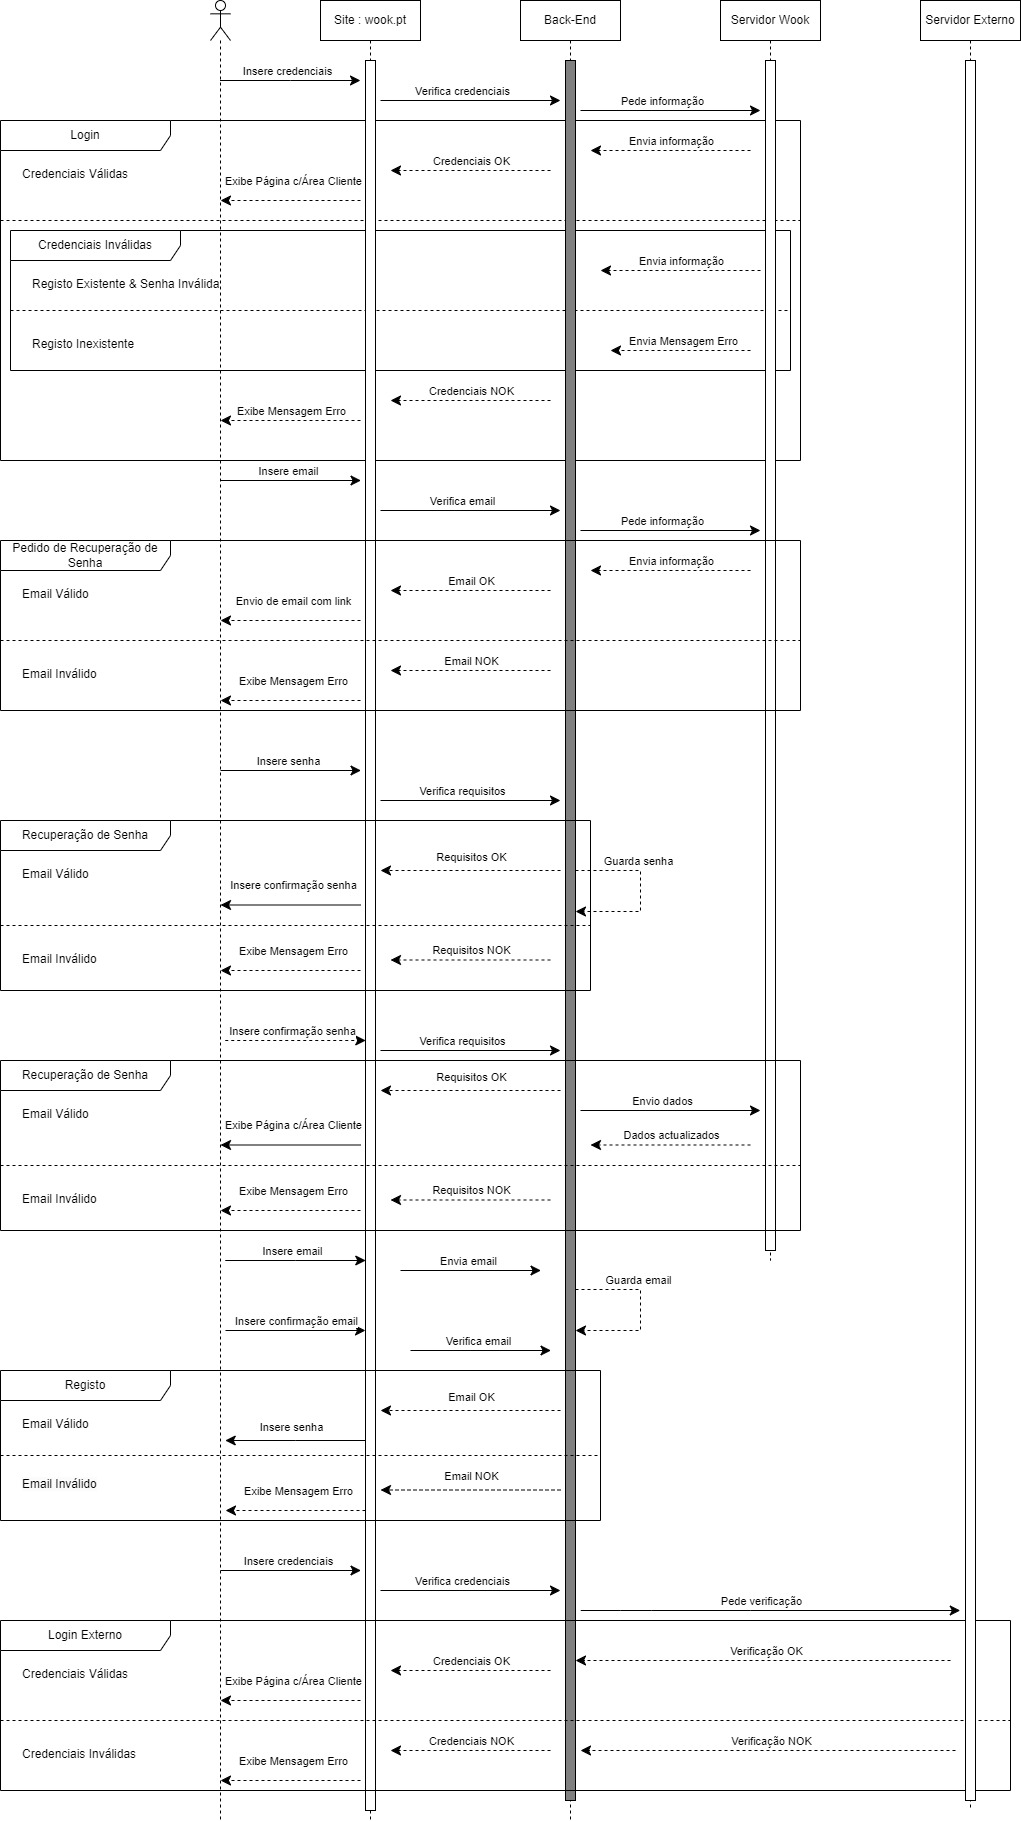 Site : wook.pt
Back-End
Servidor Wook
Servidor Externo
Insere credenciais
Verifica credenciais
Pede informação
Login
Envia informação
Credenciais OK
Credenciais Válidas
Exibe Página c/Área Cliente
Credenciais Inválidas
Envia informação
Registo Existente & Senha Inválida
Registo Inexistente
Envia Mensagem Erro
Credenciais NOK
Exibe Mensagem Erro
Insere email
Verifica email
Pede informação
Pedido de Recuperação de
Senha
Envia informação
Email OK
Email Válido
Envio de email com link
Email NOK
Email Inválido
Exibe Mensagem Erro
Insere senha
Verifica requisitos
Recuperação de Senha
Requisitos OK
Guarda senha
Email Válido
Insere confirmação senha
Requisitos NOK
Exibe Mensagem Erro
Email Inválido
Insere confirmação senha
Verifica requisitos
Recuperação de Senha
Requisitos OK
Envio dados
Email Válido
Exibe Página c/Área Cliente
Dados actualizados
Requisitos NOK
Exibe Mensagem Erro
Email Inválido
Insere email
Envia email
Guarda email
Insere confirmação email
Verifica email
Registo
Email OK
Email Válido
Insere senha
Email NOK
Email Inválido
Exibe Mensagem Erro
Insere credenciais
Verifica credenciais
Pede verificação
Login Externo
Verificação OK
Credenciais OK
Credenciais Válidas
Exibe Página c/Área Cliente
Credenciais NOK
Verificação NOK
Credenciais Inválidas
Exibe Mensagem Erro